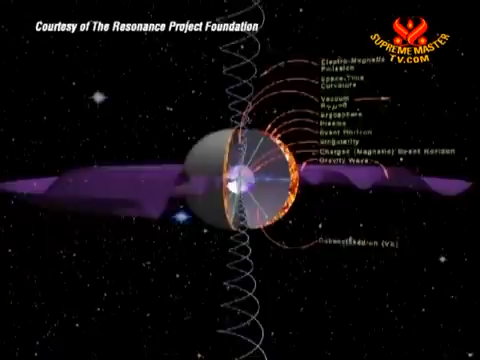 Courtesy of The Resonance Project Foundation
SUPREME MASTER
TV.COM
Electro-Magnetic
Emission
Space-Time
Curvature
Vacuum
Ergosphere
Plasma
Event Horizon
Singularity
Charged (Magnetic) Event Horizon
Gravity Wave